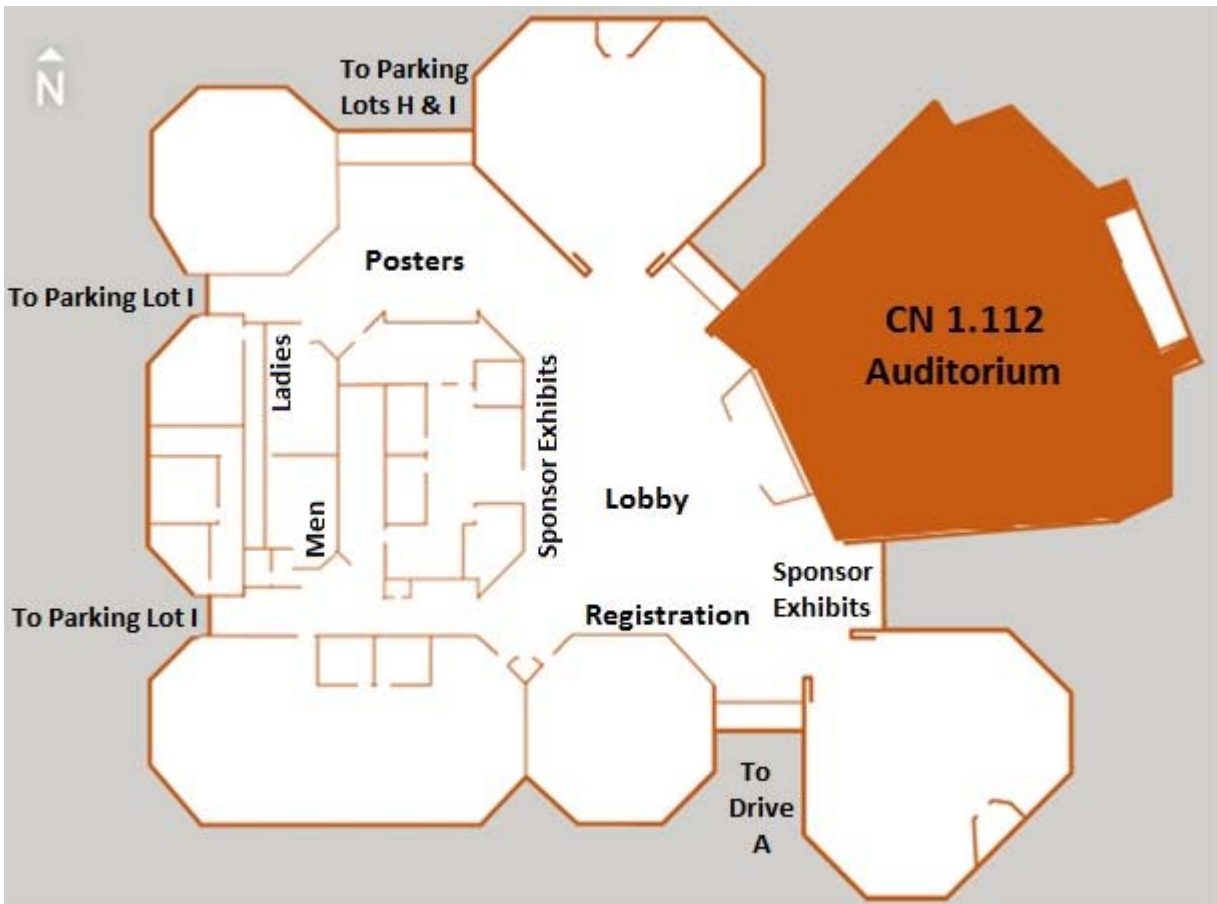 N
To Parking
Lots H & I
Posters
To Parking Lot I
CN 1.112
Auditorium
Ladies
Sponsor Exhibits
Men
Lobby
Sponsor
Exhibits
To Parking Lot I
Registration
To
Drive
A